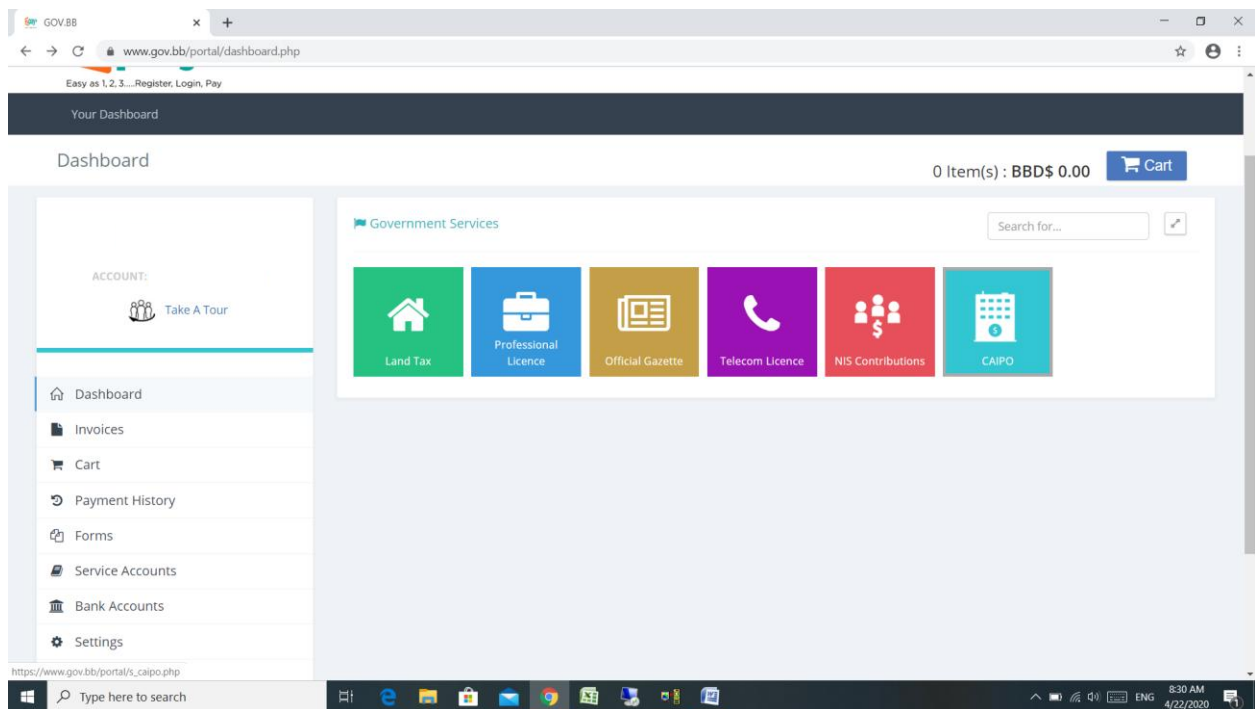 GOV.BB
www.gov.bb/portal/dashboard.php
Easy as 1, 2, 3.....Register, Login, Pay
Your Dashboard
Dashboard
0 Item(s) : BBD$ 0.00
Cart
ACCOUNT:
Take A Tour
Dashboard
Invoices
Cart
Payment History
Forms
Service Accounts
Bank Accounts
Settings
Government Services
Search for...
Land Tax
Professional
Licence
Official Gazette
Telecom Licence
$
NIS Contributions
$
CAIPO
https://www.gov.bb/portal/s_caipo.php
Type here to search
ENG
8:30 AM
4/22/2020